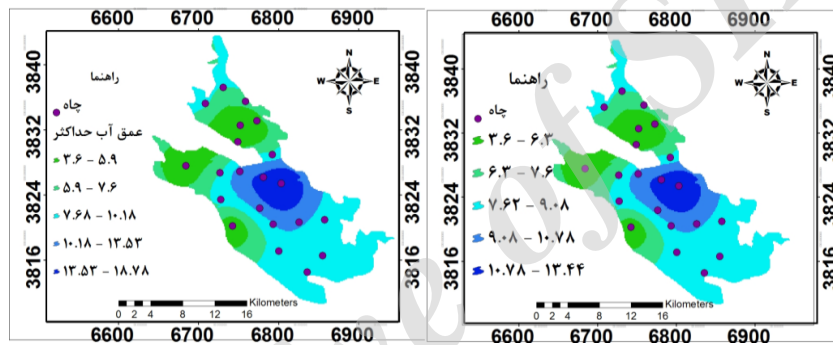 6600 6700 6800 6900
3840
3832
3824
3816
N
W E
S
راهنما
چاه
عمق آب حداکثر
۳.۶ – ۵.۹
۵.۹ – ۷.۶
۷.۶۸ – ۱۰.۱۸
۱۰.۱۸ – ۱۳.۵۳
۱۳.۵۳ – ۱۸.۷۸
Kilometers
0 2 4 8 12 16
6600 6700 6800 6900
6600 6700 6800 6900
3840
3832
3824
3816
N
W E
S
راهنما
چاه
۳.۶ – ۶.۳
۶.۳ – ۷.۶
۷.۶۲ – ۹.۰۸
۹.۰۸ – ۱۰.۷۸
۱۰.۷۸ – ۱۳.۴۴
Kilometers
0 2 4 8 12 16
6600 6700 6800 6900